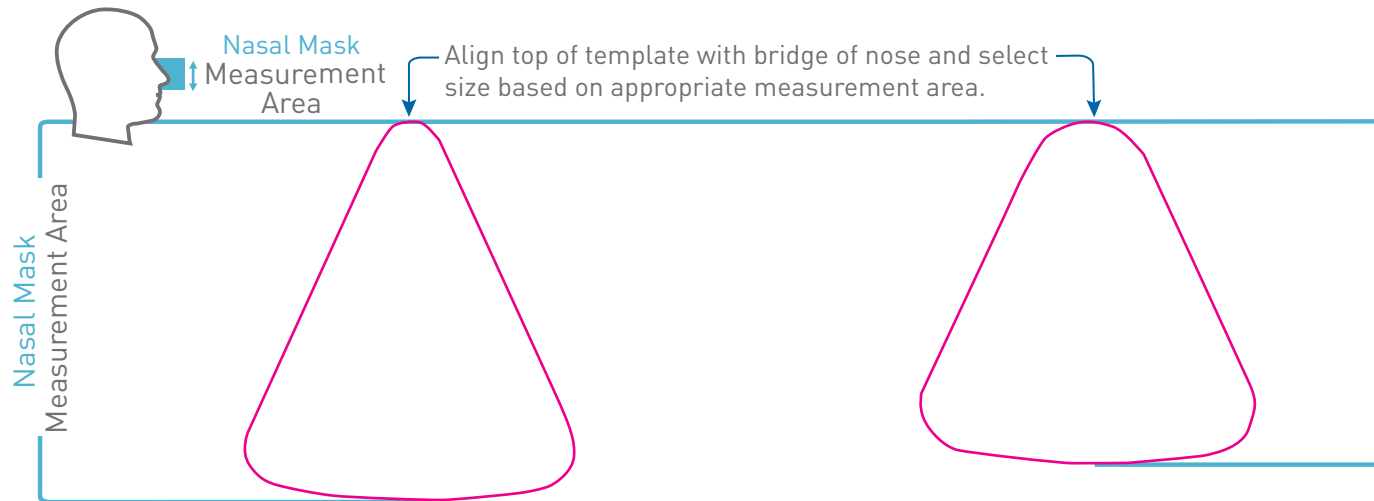 Nasal Mask
Measurement
Area
Align top of template with bridge of nose and select
size based on appropriate measurement area.
Nasal Mask
Measurement Area